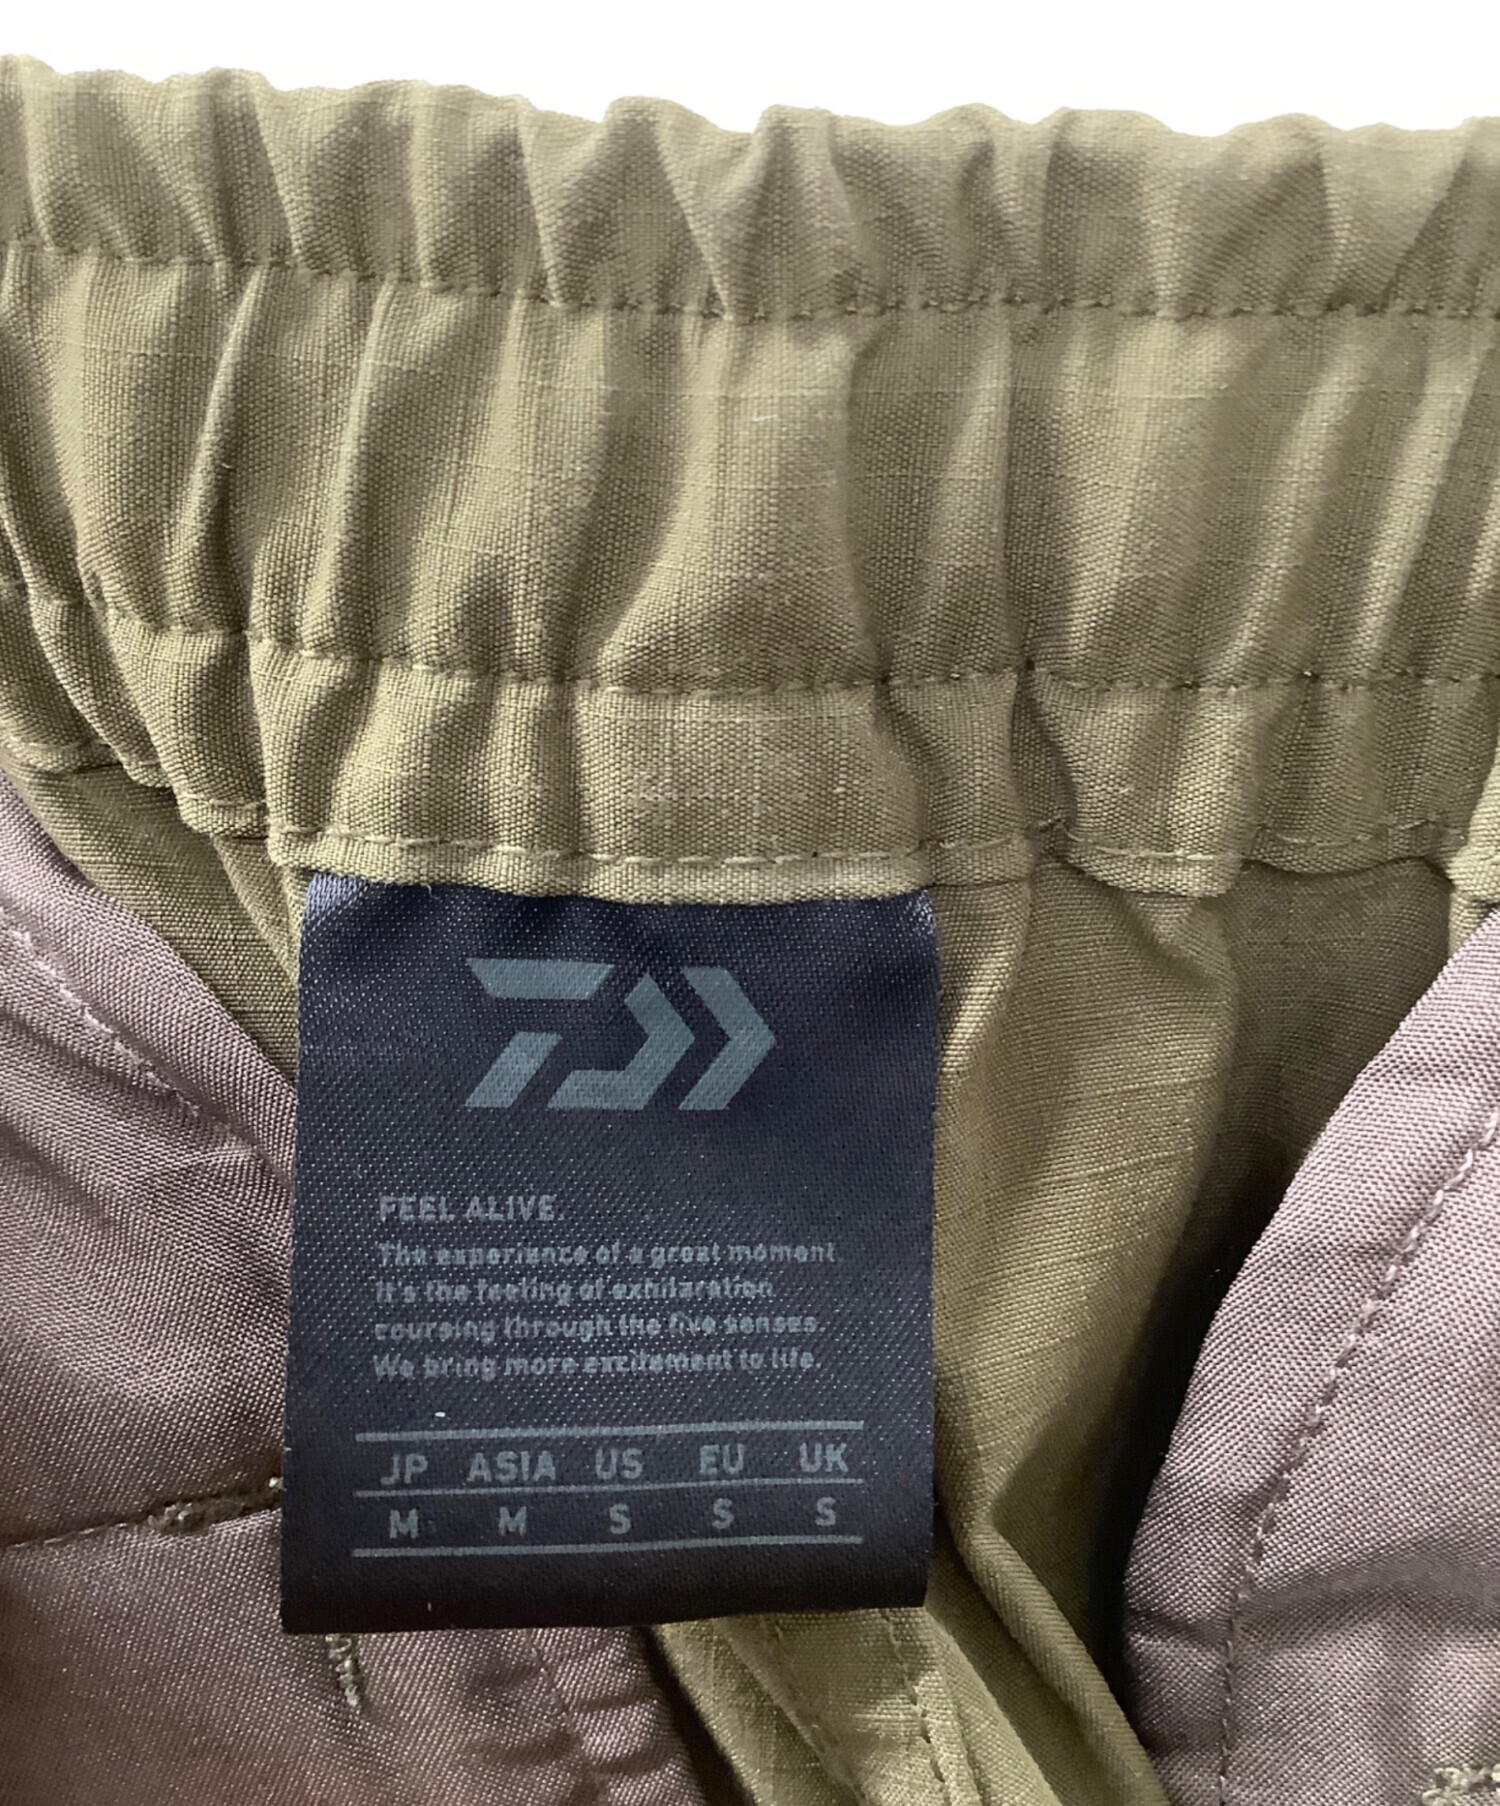 FEEL ALIVE.
The experience of a great moment.
It's the feeling of exhilaration
coursing through the five senses.
We bring more excitement to life.
JP ASIA US EU UK
M M S S S